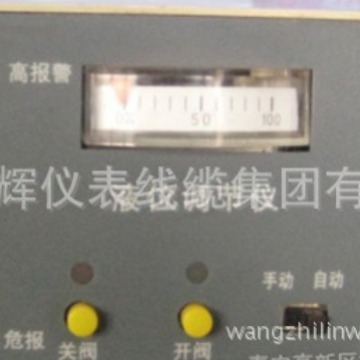 高报警
0% 50 100
辉仪表线缆集团有
液位调节仪
手动 自动
危报 关阀 开阀
wangzhilinw